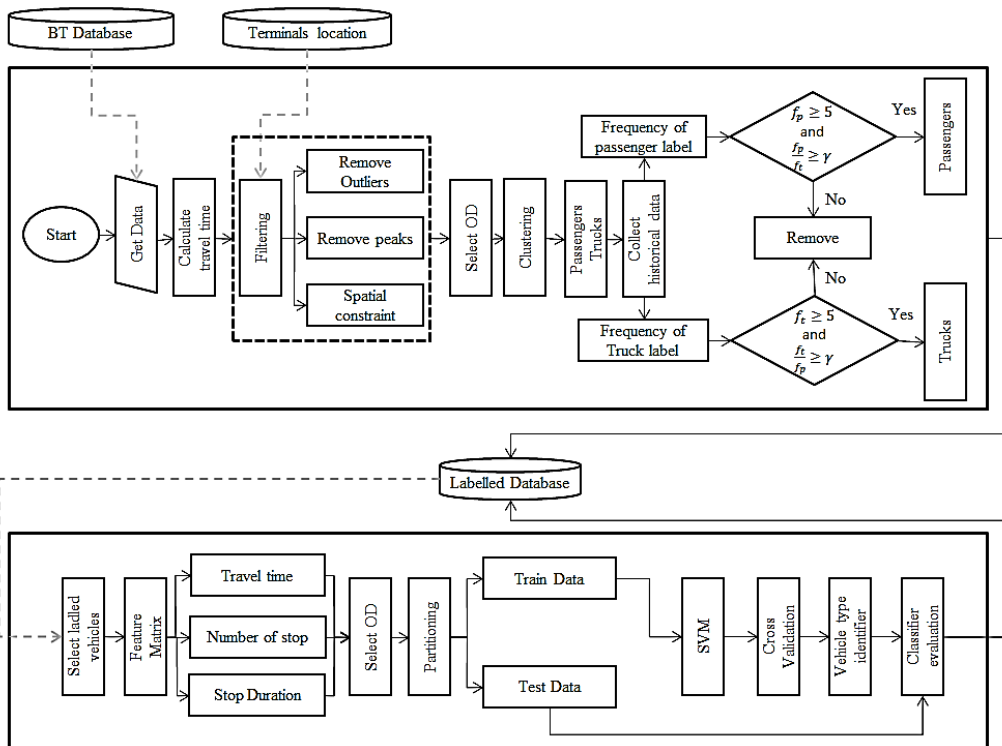 BT Database
Terminals location
Start
Get Data
Calculate
travel time
Filtering
Remove
Outliers
Remove peaks
Spatial
constraint
Select OD
Clustering
Passengers
Trucks
Collect
historical data
Frequency of
passenger label
Frequency of
Truck label
f_p ≥ 5
and
f_p/f_t ≥ γ
Yes
Passengers
No
Remove
No
f_t ≥ 5
and
f_t/f_p ≥ γ
Yes
Trucks
Labelled Database
Select ladled
vehicles
Feature
Matrix
Travel time
Number of stop
Stop Duration
Select OD
Partitioning
Train Data
Test Data
SVM
Cross
Validation
Vehicle type
identifier
Classifier
evaluation